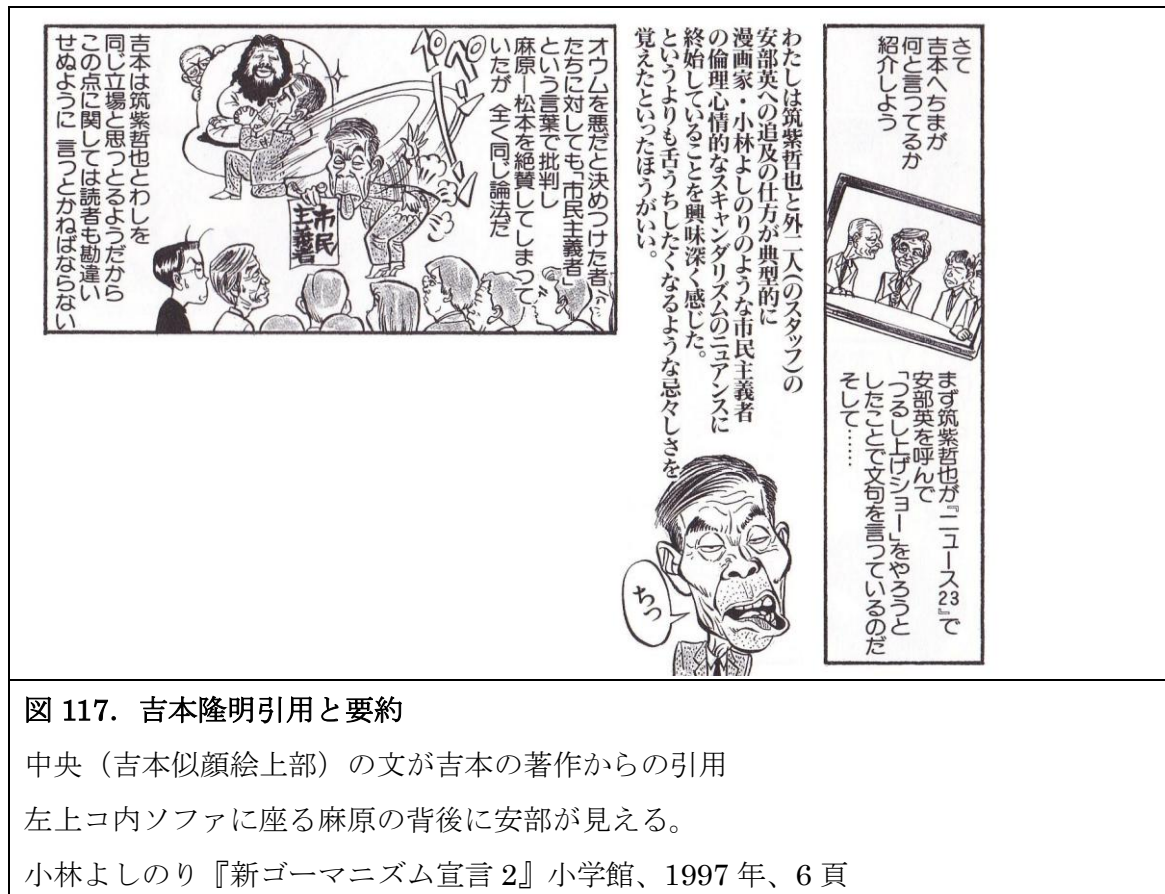 さて
吉本へちまが
何と言ってるか
紹介しよう
まず筑紫哲也が『ニュース23』で
安部英を呼んで
「つるし上げショー」をやろうと
したことで文句を言っているのだ
そして……
わたしは筑紫哲也と外二人（のスタッフ）の
安部英への追及の仕方が典型的に
漫画家・小林よしのりのような市民主義者
の倫理心情的なスキャンダリズムのニュアンスに
終始していることを興味深く感じた。
というよりも舌うちしたくなるような忌々しさを
覚えたといったほうがいい。
ちっ
オウムを悪だと決めつけた者
たちに対しても「市民主義者」
という言葉で批判し
麻原―松本を絶賛してしまって
いたが 全く同じ論法だ
ペペペーッ
市民
主義者
吉本は筑紫哲也とわしを
同じ立場と思っとるようだから
この点に関しては読者も勘違い
せぬように 言っとかねばならない
図 117. 吉本隆明引用と要約
中央（吉本似顔絵上部）の文が吉本の著作からの引用
左上コ内ソファに座る麻原の背後に安部が見える。
小林よしのり『新ゴーマニズム宣言 2』小学館、1997 年、6 頁